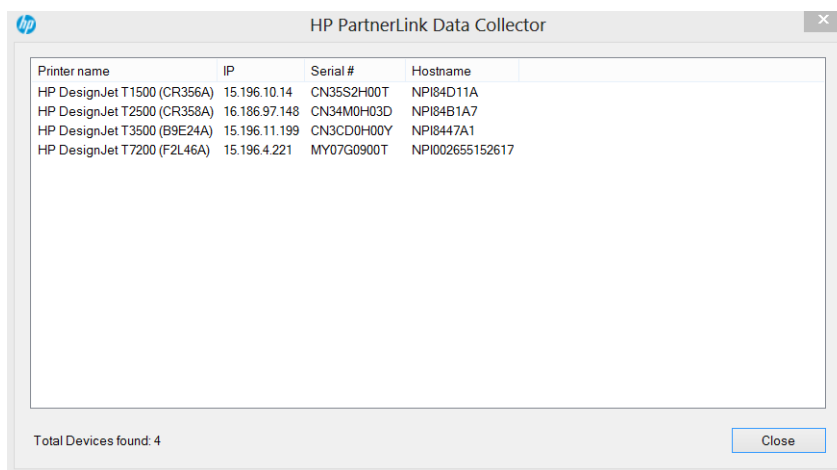 hp
HP PartnerLink Data Collector
Printer name IP Serial # Hostname
HP DesignJet T1500 (CR356A) 15.196.10.14 CN35S2H00T NPI84D11A
HP DesignJet T2500 (CR358A) 16.186.97.148 CN34M0H03D NPI84B1A7
HP DesignJet T3500 (B9E24A) 15.196.11.199 CN3CD0H00Y NPI8447A1
HP DesignJet T7200 (F2L46A) 15.196.4.221 MY07G0900T NPI002655152617
Total Devices found: 4
Close